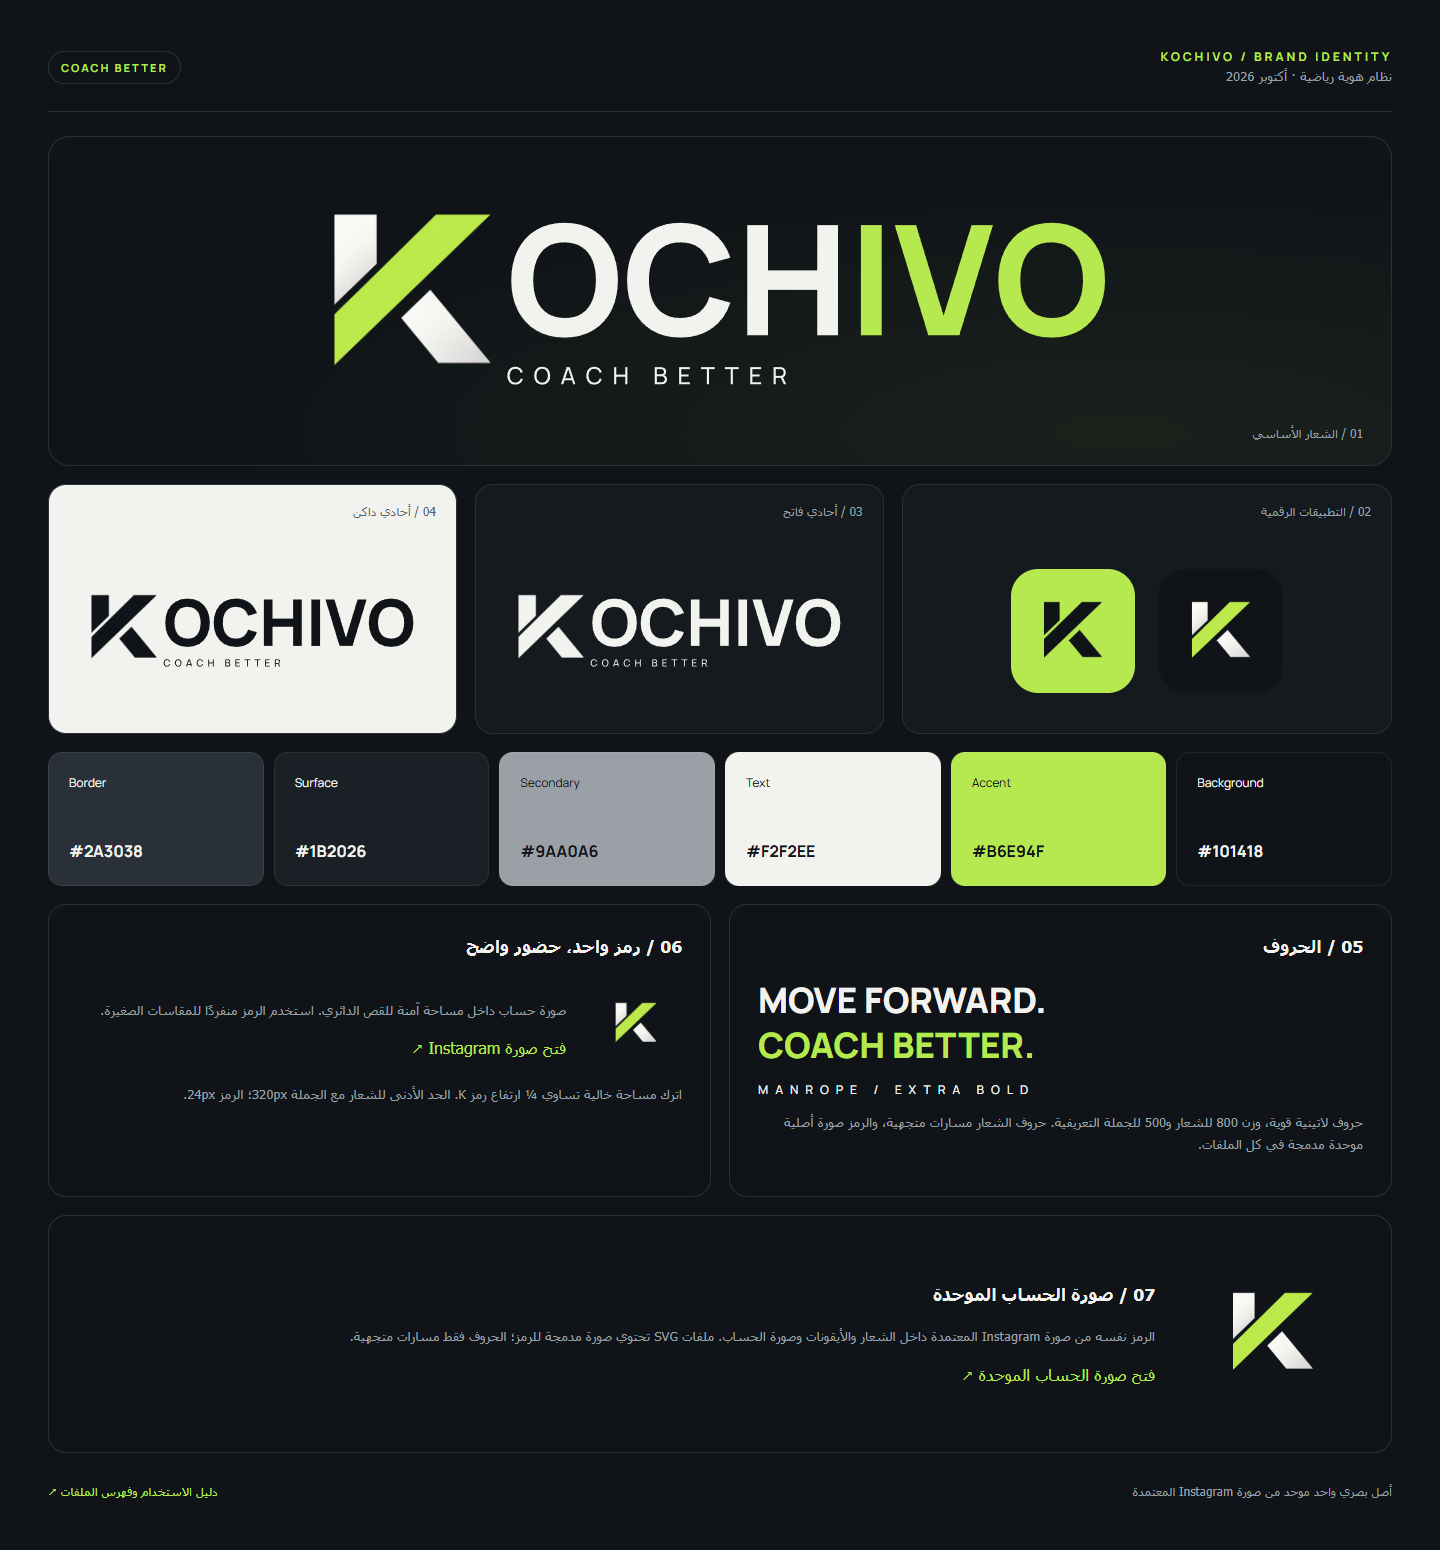 KOCHIVO / BRAND IDENTITY
نظام هوية رياضية · أكتوبر 2026
COACH BETTER
KOCHIVO
COACH BETTER
01 / الشعار الأساسي
02 / التطبيقات الرقمية
K
K
03 / أحادي فاتح
KOCHIVO
COACH BETTER
04 / أحادي داكن
KOCHIVO
COACH BETTER
Background
#101418
Accent
#B6E94F
Text
#F2F2EE
Secondary
#9AA0A6
Surface
#1B2026
Border
#2A3038
05 / الحروف
MOVE FORWARD.
COACH BETTER.
MANROPE / EXTRA BOLD
حروف لاتينية قوية، وزن 800 للشعار و500 للجملة التعريفية. حروف الشعار مسارات متجهية، والرمز صورة أصلية
موحدة مدمجة في كل الملفات.
06 / رمز واحد، حضور واضح
K
صورة حساب داخل مساحة آمنة للقص الدائري. استخدم الرمز منفردًا للمقاسات الصغيرة.
فتح صورة Instagram ↗
اترك مساحة خالية تساوي ¼ ارتفاع رمز K. الحد الأدنى للشعار مع الجملة 320px؛ الرمز 24px.
K
07 / صورة الحساب الموحدة
الرمز نفسه من صورة Instagram المعتمدة داخل الشعار والأيقونات وصورة الحساب. ملفات SVG تحتوي صورة مدمجة للرمز؛ الحروف فقط مسارات متجهية.
فتح صورة الحساب الموحدة ↗
أصل بصري واحد موحد من صورة Instagram المعتمدة
دليل الاستخدام وفهرس الملفات ↗